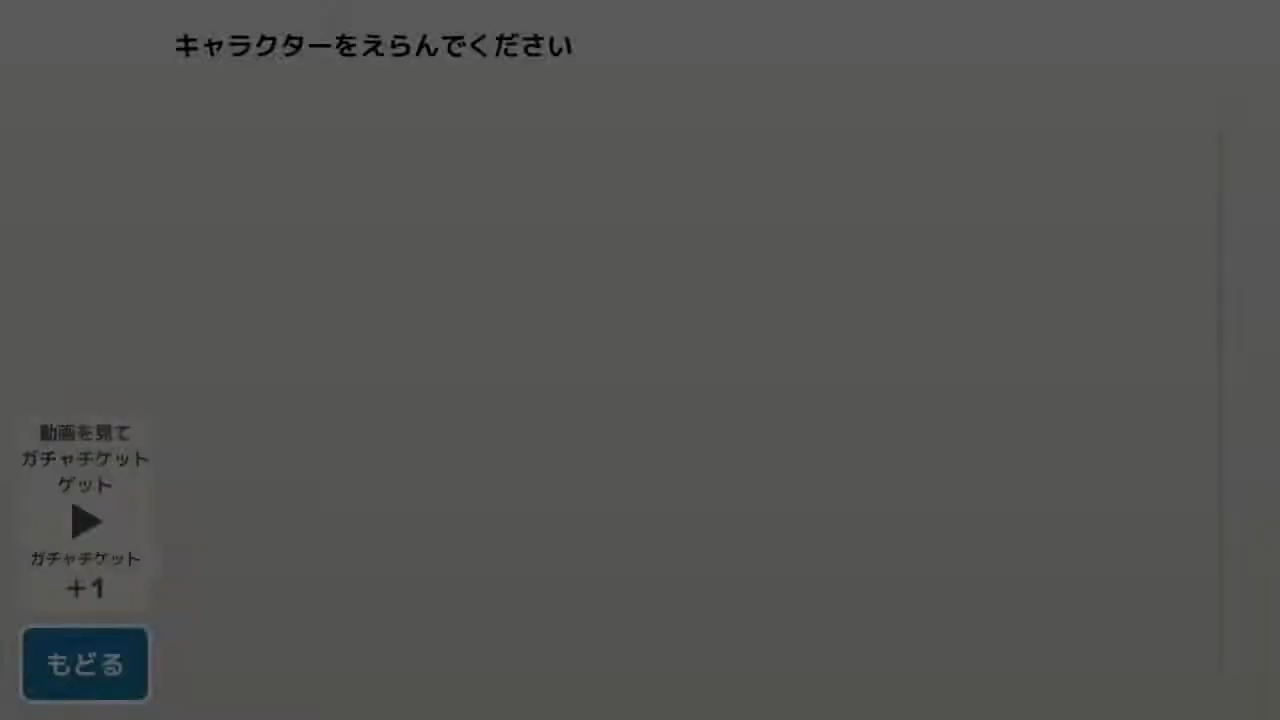 キャラクターをえらんでください
動画を見て
ガチャチケット
ゲット
ガチャチケット
+1
もどる